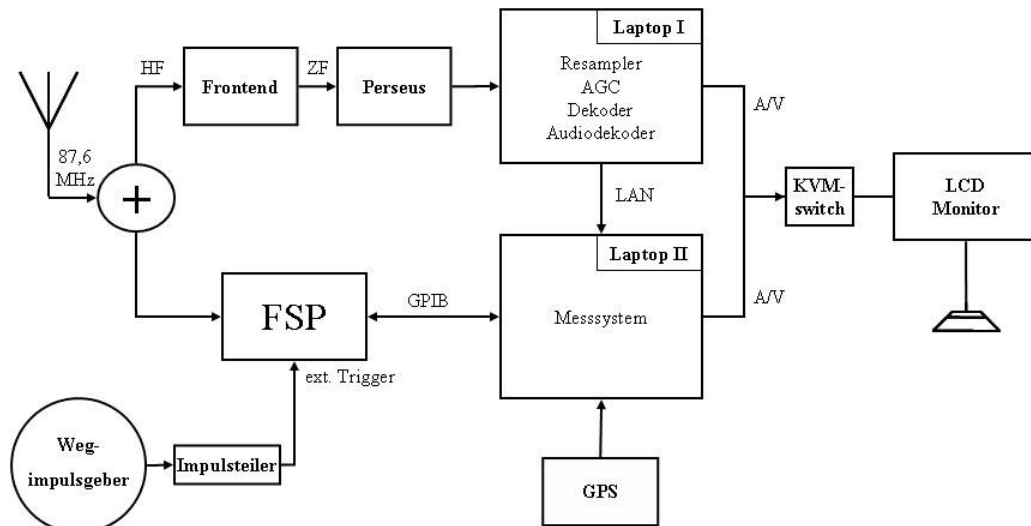 Laptop I
HF
ZF
Frontend
Perseus
Resampler
AGC
Dekoder
Audiodekoder
A/V
87,6
MHz
+
LAN
KVM-
switch
LCD
Monitor
Laptop II
FSP
GPIB
Messsystem
A/V
ext. Trigger
Weg-
impulsgeber
Impulsteiler
GPS